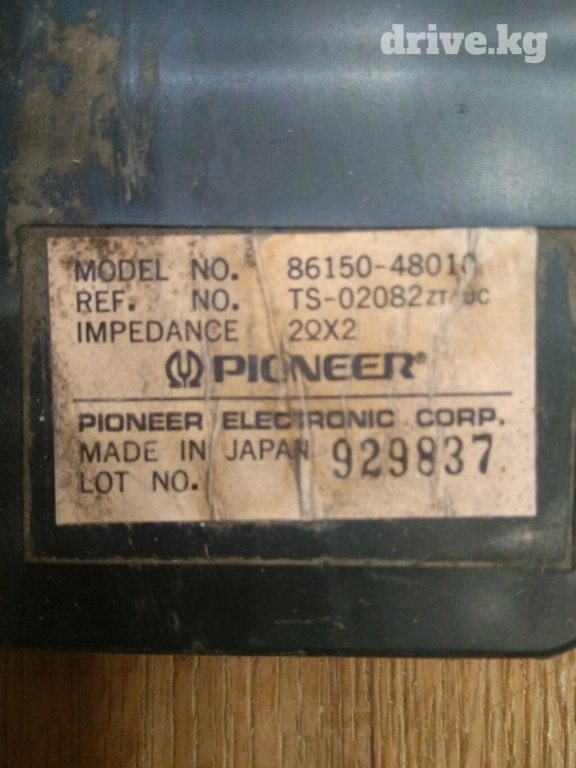 drive.kg
MODEL NO. 86150-48010
REF. NO. TS-02082
IMPEDANCE 2ΩX2
PIONEER®
PIONEER ELECTRONIC CORP.
MADE IN JAPAN 929837
LOT NO.